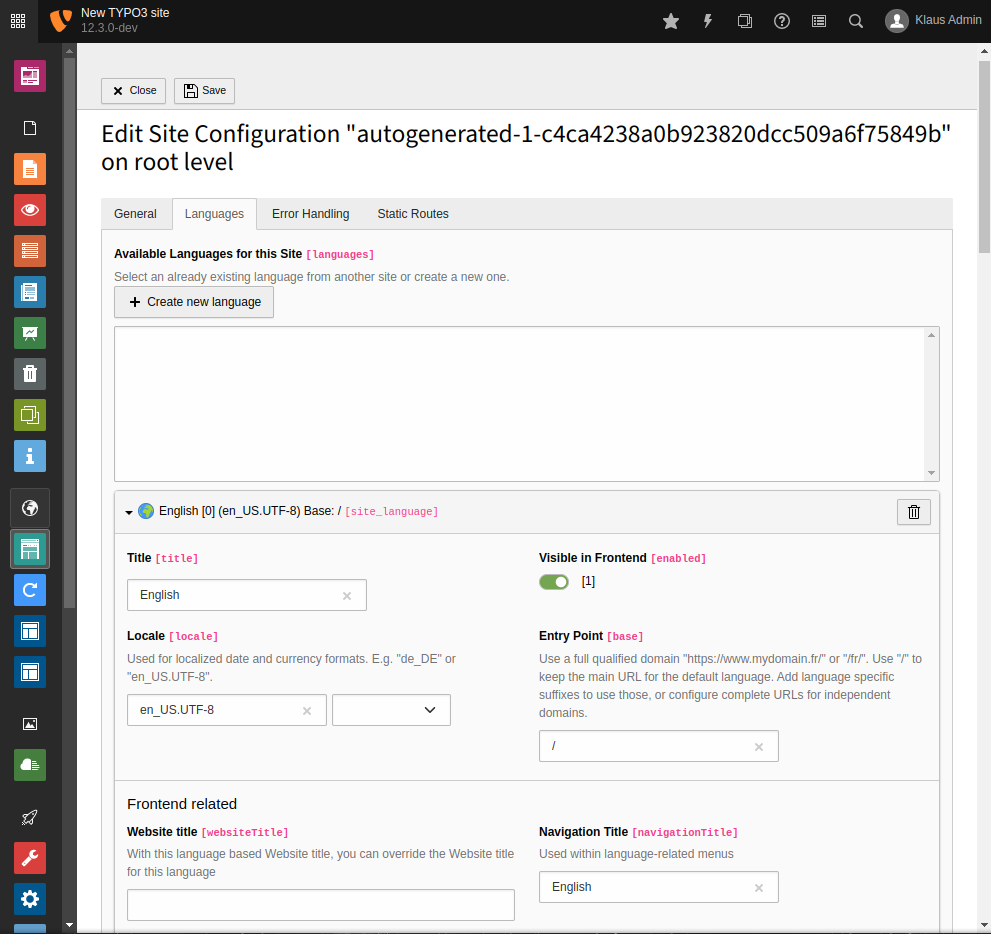 New TYPO3 site
12.3.0-dev
Klaus Admin
Close
Save
Edit Site Configuration "autogenerated-1-c4ca4238a0b923820dcc509a6f75849b"
on root level
General
Languages
Error Handling
Static Routes
Available Languages for this Site [languages]
Select an already existing language from another site or create a new one.
Create new language
English [0] (en_US.UTF-8) Base: / [site_language]
Title [title]
English
Visible in Frontend [enabled]
[1]
Locale [locale]
Used for localized date and currency formats. E.g. "de_DE" or
"en_US.UTF-8".
en_US.UTF-8
Entry Point [base]
Use a full qualified domain "https://www.mydomain.fr/" or "/fr/". Use "/" to
keep the main URL for the default language. Add language specific
suffixes to use those, or configure complete URLs for independent
domains.
/
Frontend related
Website title [websiteTitle]
With this language based Website title, you can override the Website title
for this language
Navigation Title [navigationTitle]
Used within language-related menus
English